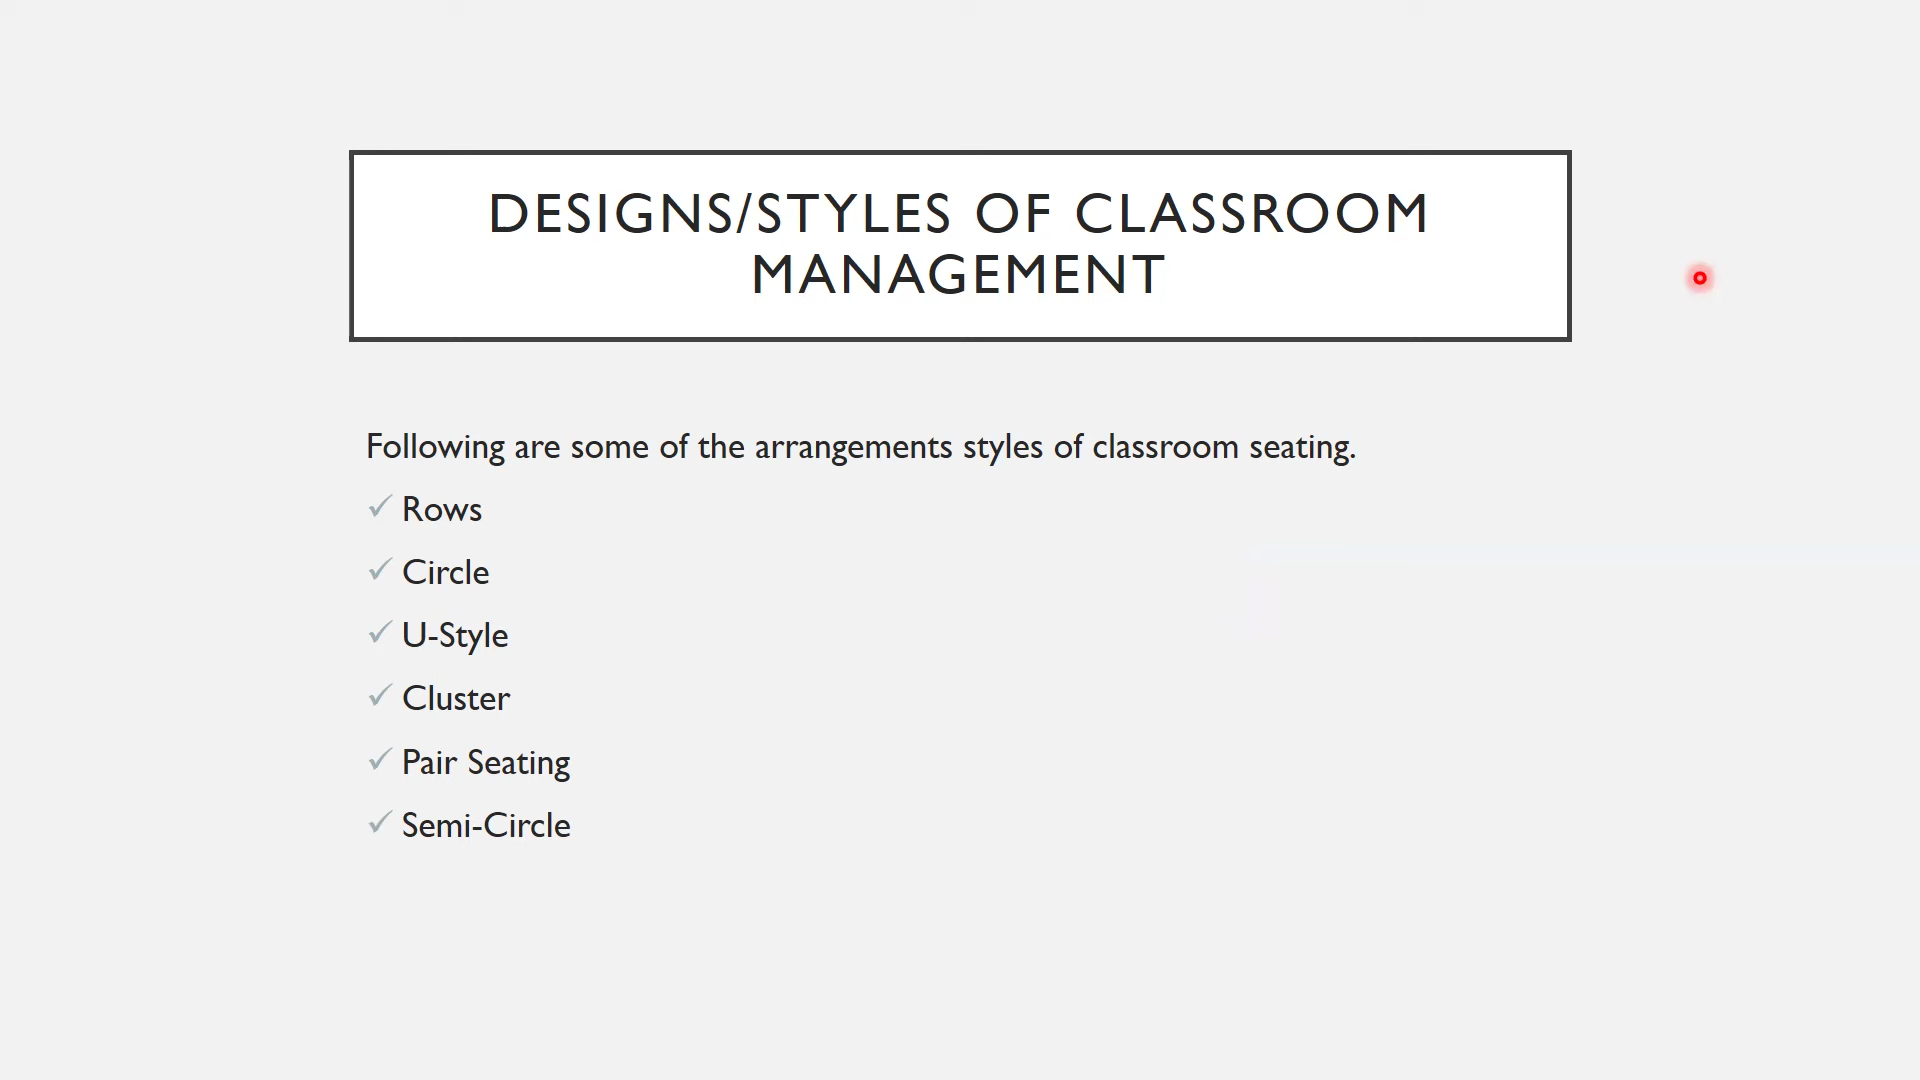 DESIGNS/STYLES OF CLASSROOM
MANAGEMENT
Following are some of the arrangements styles of classroom seating.
✓ Rows
✓ Circle
✓ U-Style
✓ Cluster
✓ Pair Seating
✓ Semi-Circle